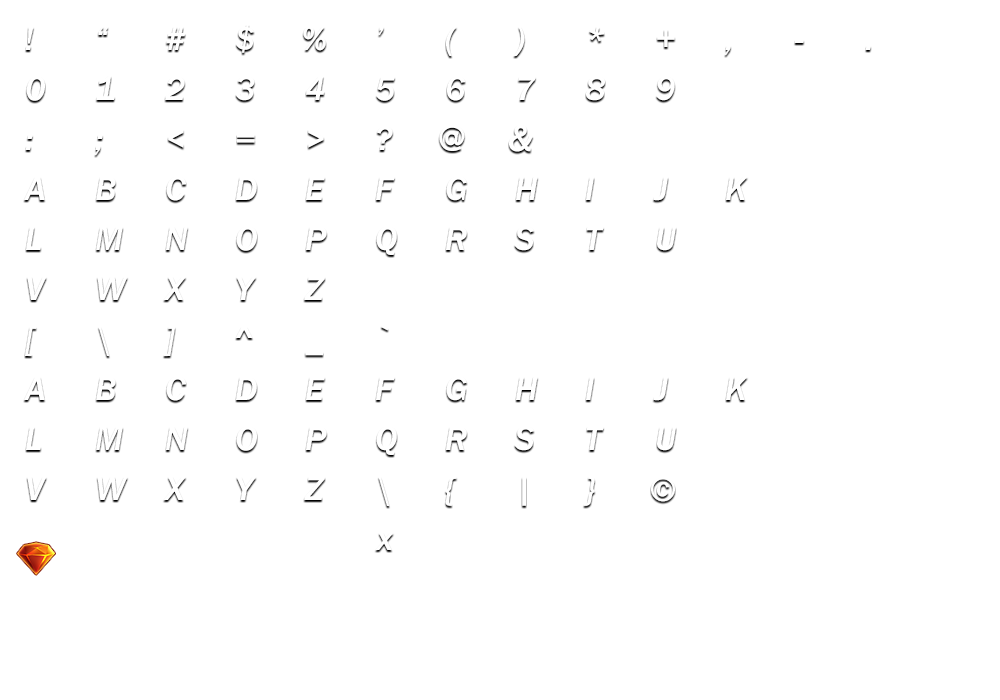 ! “ # $ % ’ ( ) * + , - .
0 1 2 3 4 5 6 7 8 9
: ; < = > ? @ &
A B C D E F G H I J K
L M N O P Q R S T U
V W X Y Z
[ \ ] ^ _ `
A B C D E F G H I J K
L M N O P Q R S T U
V W X Y Z \ { | } ©
x